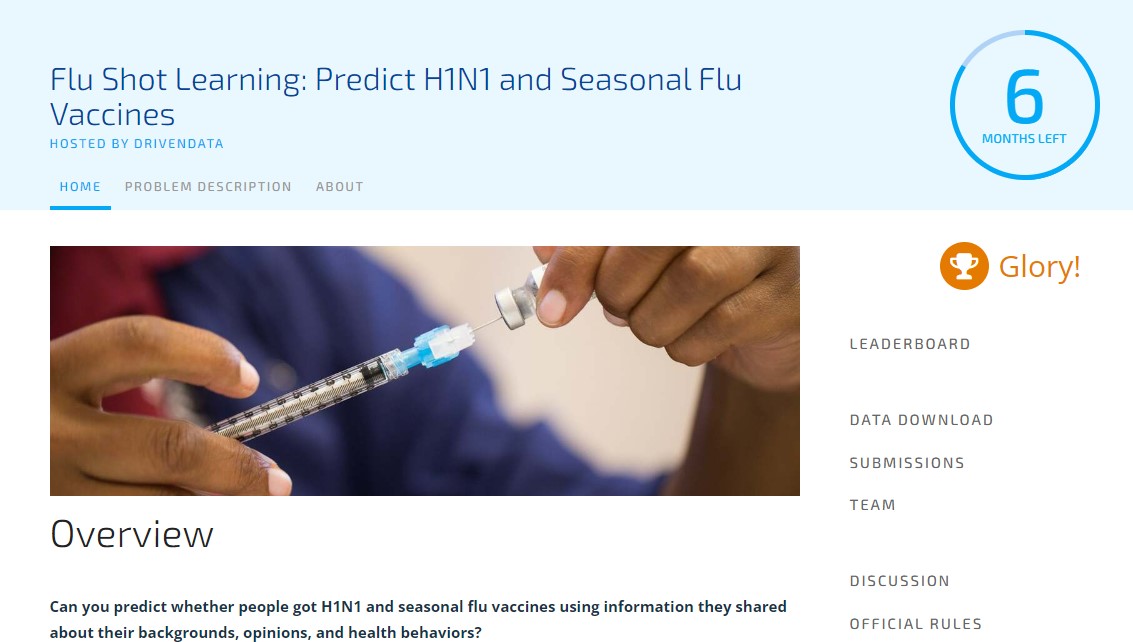 Flu Shot Learning: Predict H1N1 and Seasonal Flu
Vaccines
HOSTED BY DRIVENDATA
HOME PROBLEM DESCRIPTION ABOUT
6
MONTHS LEFT
Glory!
LEADERBOARD
DATA DOWNLOAD
SUBMISSIONS
TEAM
DISCUSSION
OFFICIAL RULES
Overview
Can you predict whether people got H1N1 and seasonal flu vaccines using information they shared
about their backgrounds, opinions, and health behaviors?